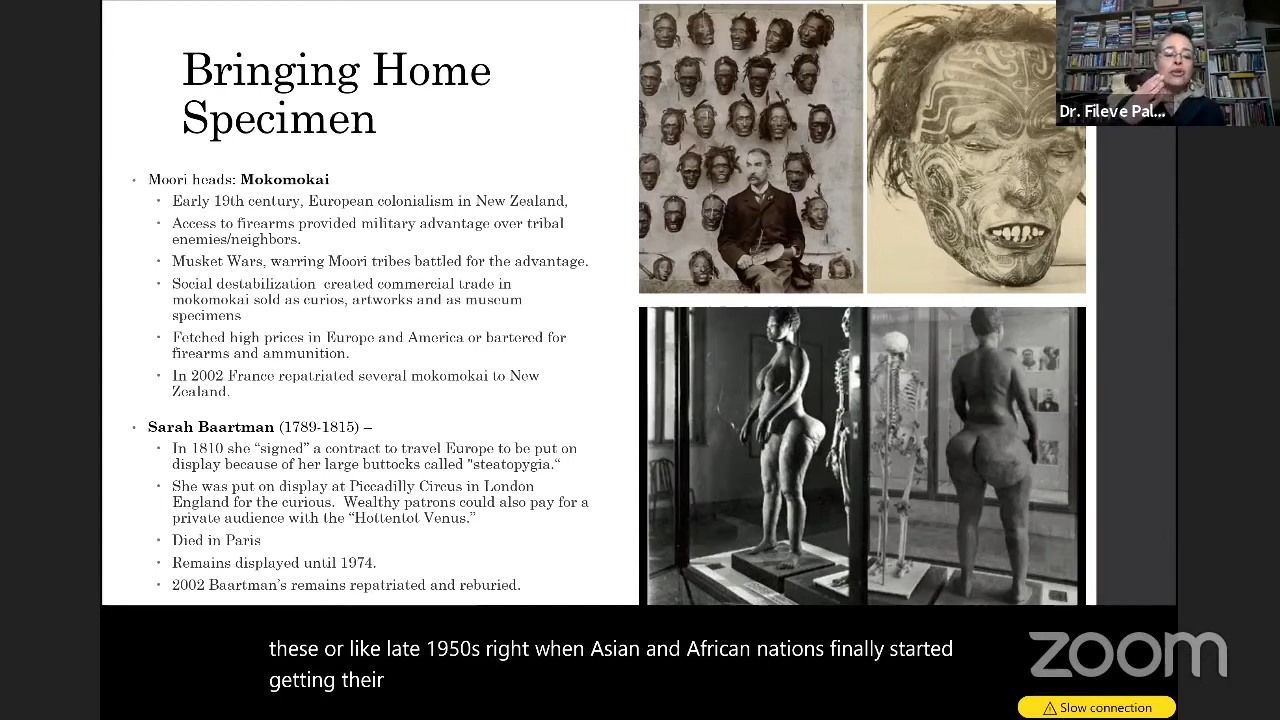 Bringing Home
Specimen
• Moori heads: Mokomokai
• Early 19th century, European colonialism in New Zealand,
• Access to firearms provided military advantage over tribal
enemies/neighbors.
• Musket Wars, warring Moori tribes battled for the advantage.
• Social destabilization created commercial trade in
mokomokai sold as curios, artworks and as museum
specimens
• Fetched high prices in Europe and America or bartered for
firearms and ammunition.
• In 2002 France repatriated several mokomokai to New
Zealand.
• Sarah Baartman (1789-1815) –
• In 1810 she “signed” a contract to travel Europe to be put on
display because of her large buttocks called "steatopygia.“
• She was put on display at Piccadilly Circus in London
England for the curious. Wealthy patrons could also pay for a
private audience with the “Hottentot Venus.”
• Died in Paris
• Remains displayed until 1974.
• 2002 Baartman’s remains repatriated and reburied.
Dr. Fileve Pal...
these or like late 1950s right when Asian and African nations finally started
getting their
zoom
Slow connection